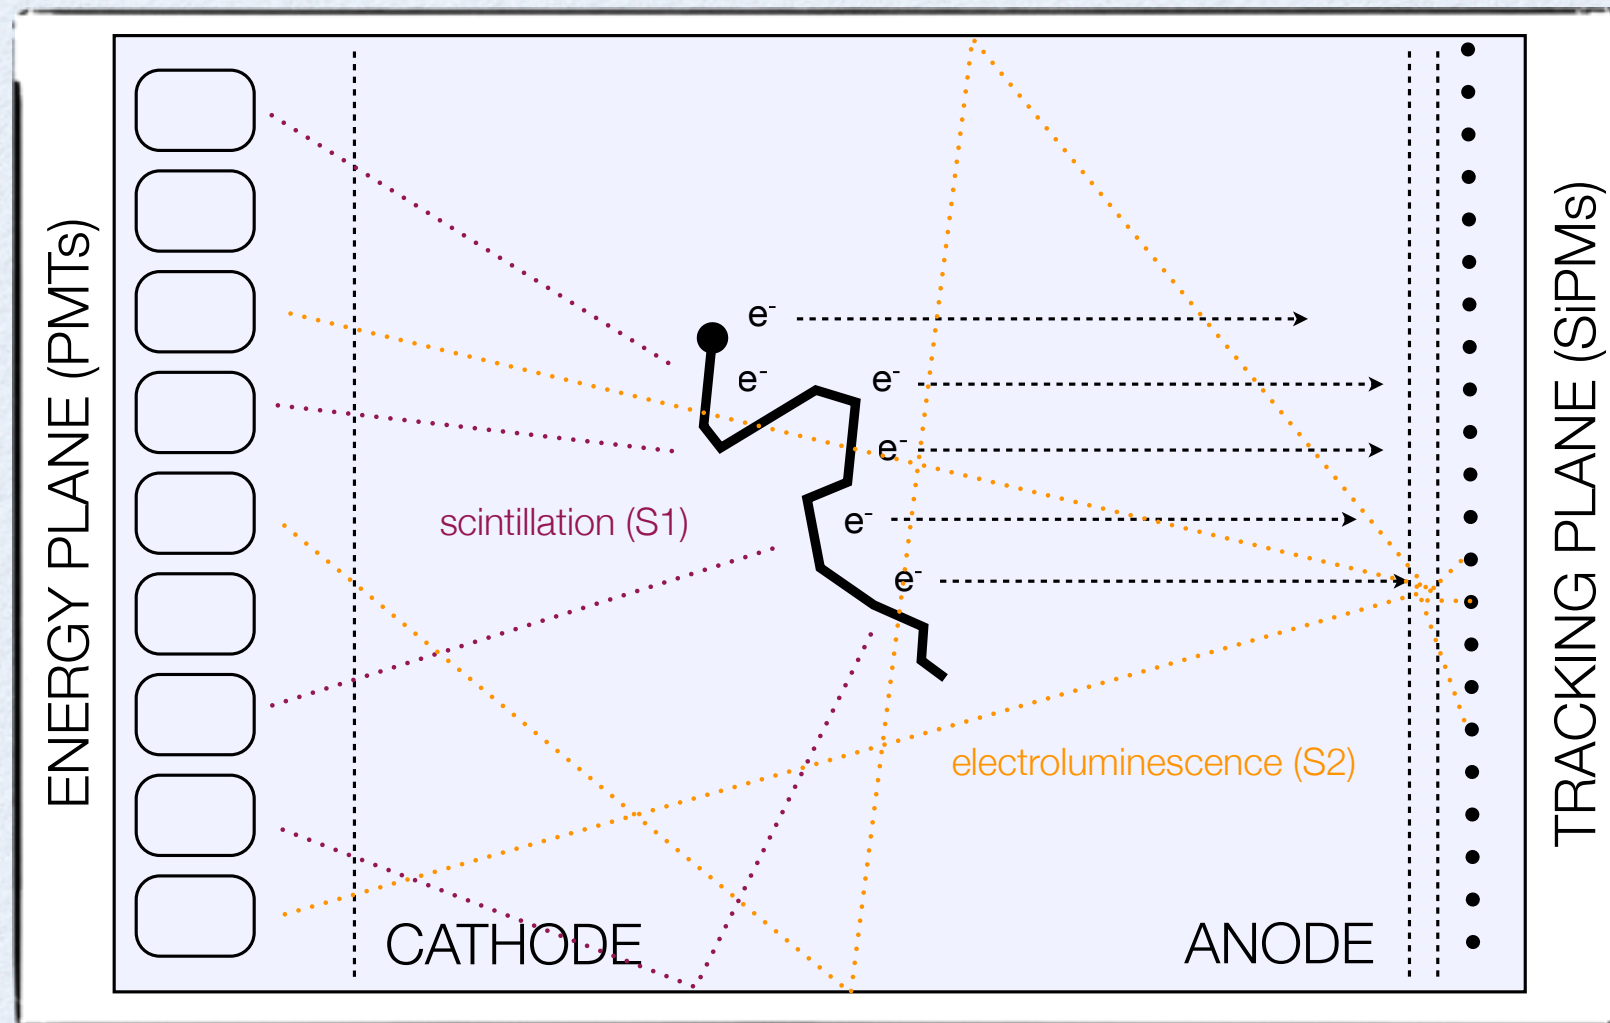 ENERGY PLANE (PMTs)
e-
e-
e-
e-
scintillation (S1)
e-
e-
electroluminescence (S2)
CATHODE
ANODE
TRACKING PLANE (SiPMs)